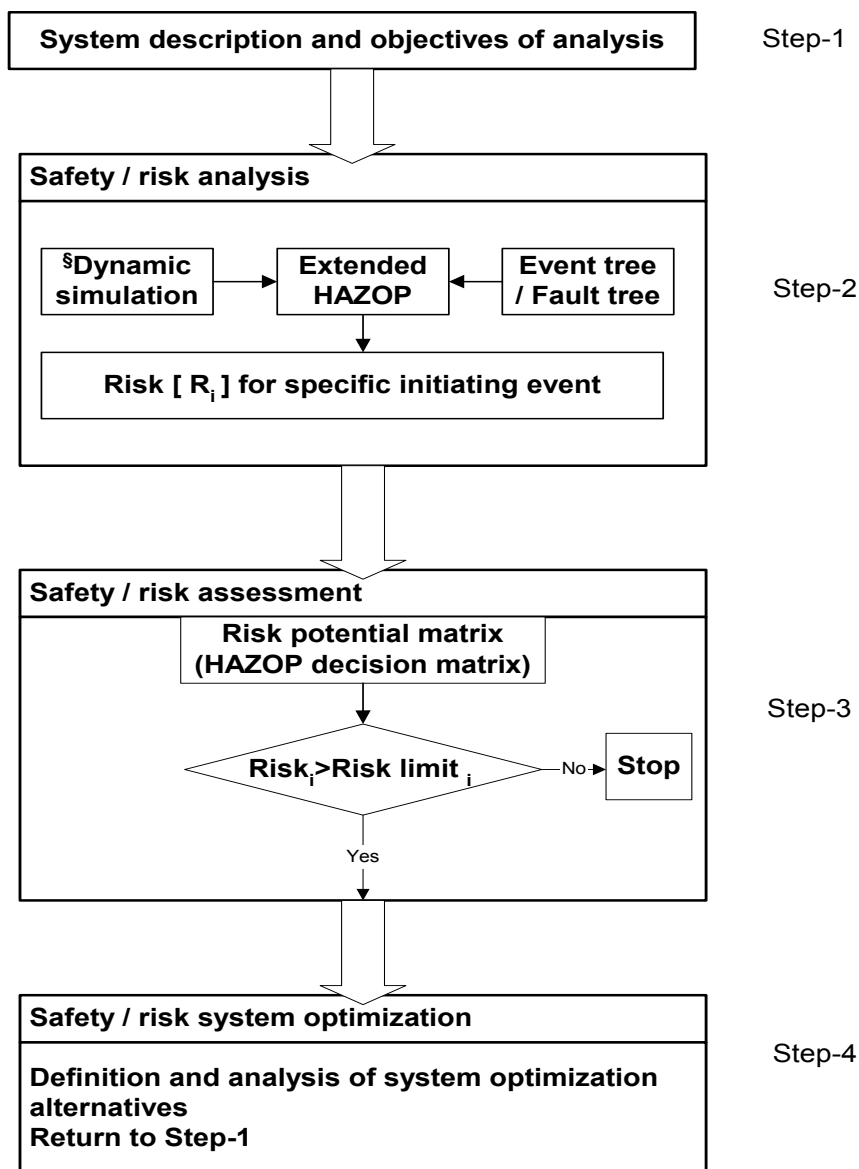 System description and objectives of analysis
Step-1
Safety / risk analysis
§Dynamic
simulation
Extended
HAZOP
Event tree
/ Fault tree
Step-2
Risk [ Ri ] for specific initiating event
Safety / risk assessment
Risk potential matrix
(HAZOP decision matrix)
Step-3
Riski>Risk limit i
No
Stop
Yes
Safety / risk system optimization
Step-4
Definition and analysis of system optimization
alternatives
Return to Step-1